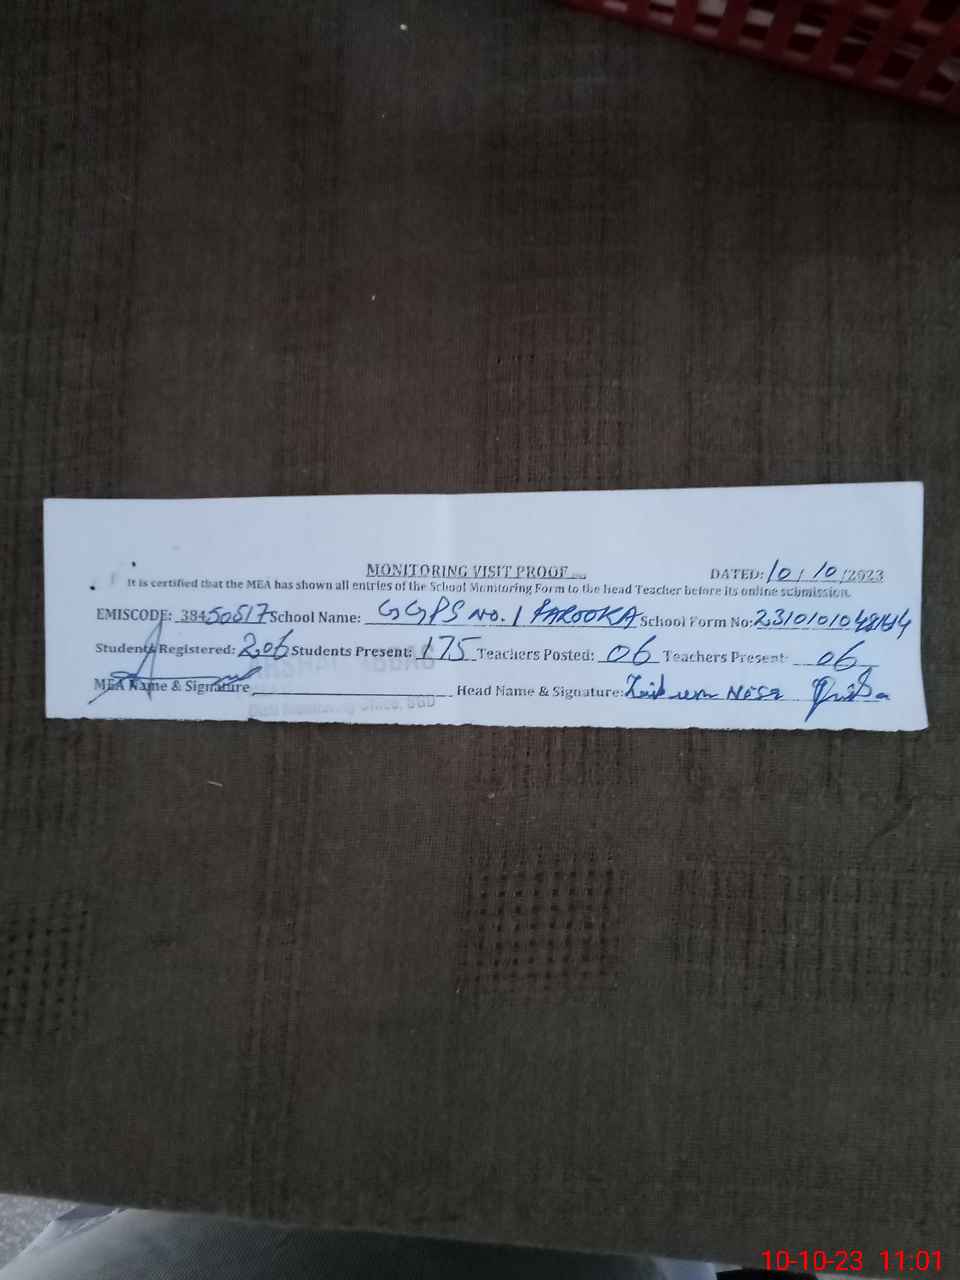 MONITORING VISIT PROOF DATED: 10/10/2023
It is certified that the MEA has shown all entries of the School Monitoring Form to the head Teacher before its online submission.
EMISCODE: 38450517 School Name: GGPS No. 1 FAROOKA School Form No:
Students Registered: 206 Students Present: 175 Teachers Posted: 06 Teachers Present: 06
MEA Name & Signature Head Name & Signature:
10-10-23 11:01